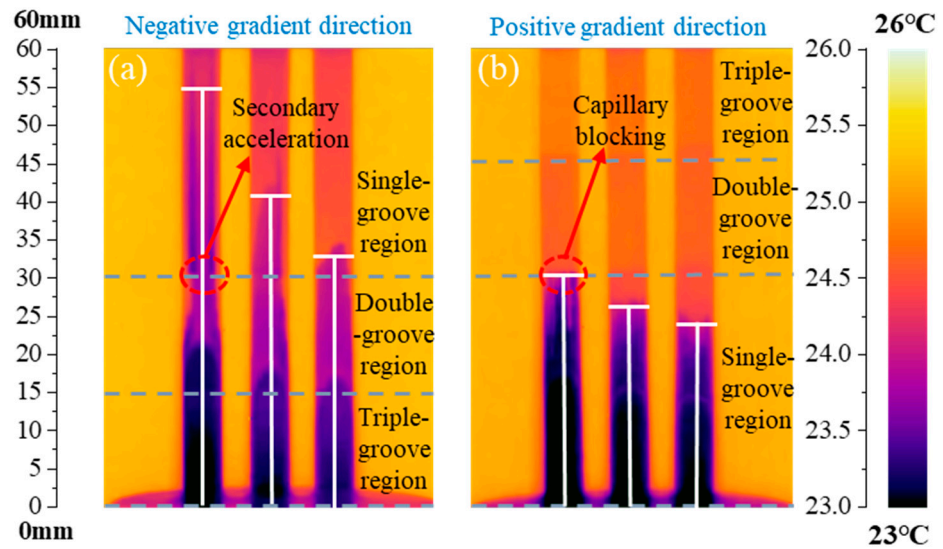 60mm
Negative gradient direction
Positive gradient direction
26°C
60
55
50
45
40
35
30
25
20
15
10
5
0
0mm
(a)
Secondary
acceleration
Single-
groove
region
Double
-groove
region
Triple-
groove
region
(b)
Capillary
blocking
Triple-
groove
region
Double-
groove
region
Single-
groove
region
26.0
25.5
25.0
24.5
24.0
23.5
23.0
23°C